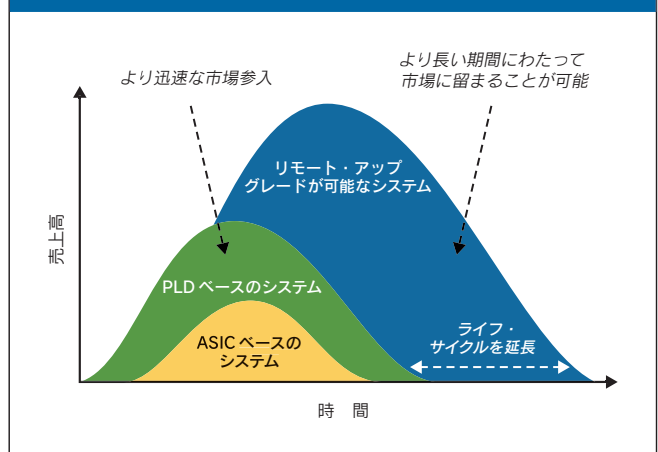 より迅速な市場参入
より長い期間にわたって
市場に留まることが可能
リモート・アップ
グレードが可能なシステム
売上高
PLD ベースのシステム
ASIC ベースの
システム
ライフ・
サイクルを延長
時　間